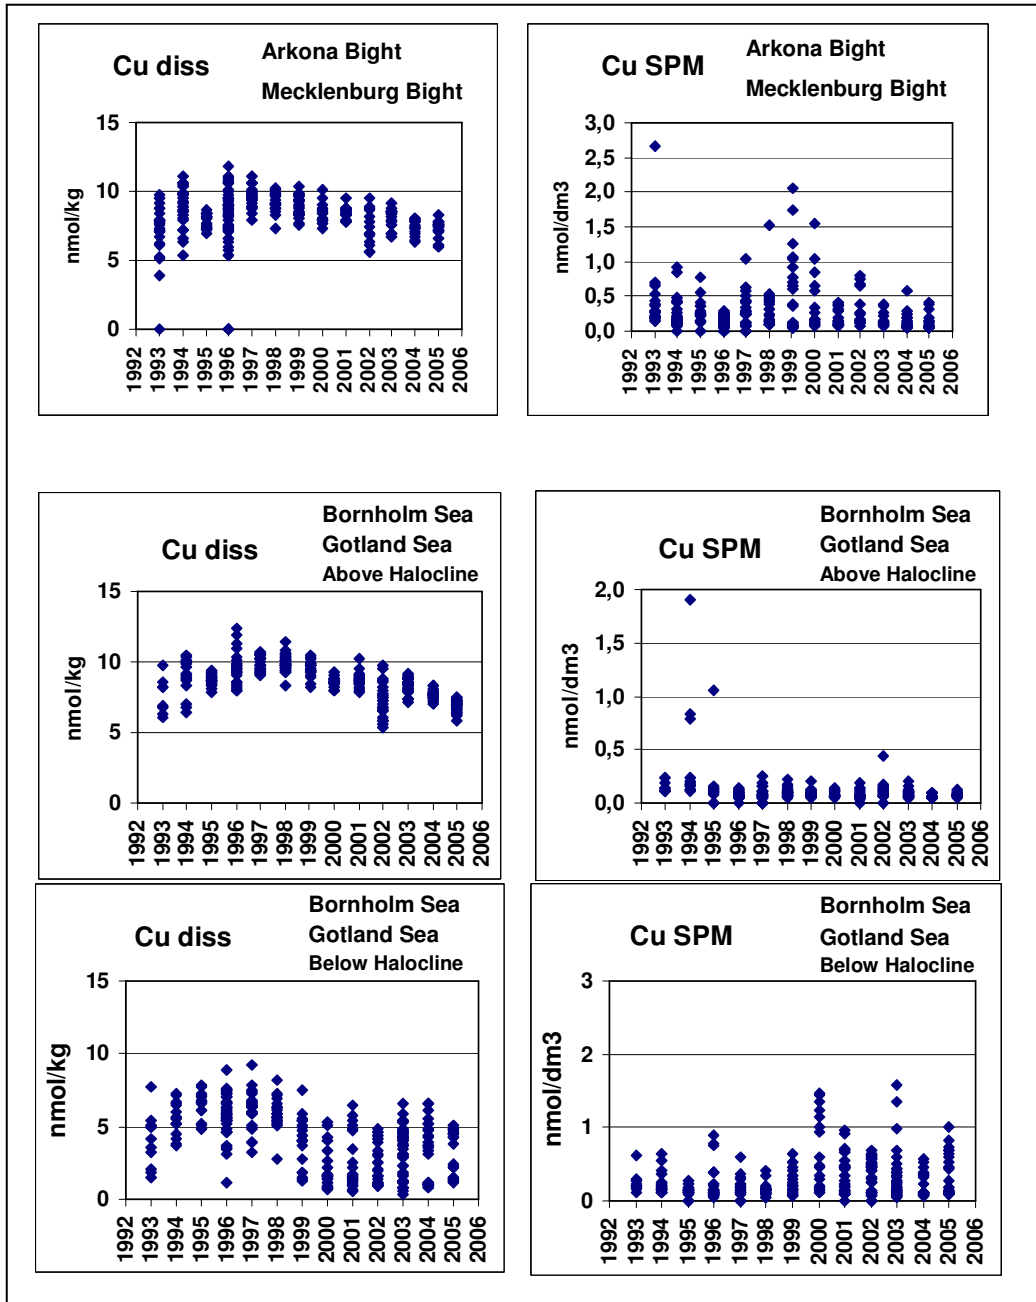 Cu diss
Arkona Bight
Mecklenburg Bight
nmol/kg
15
10
5
0
1992 1993 1994 1995 1996 1997 1998 1999 2000 2001 2002 2003 2004 2005 2006
Cu SPM
Arkona Bight
Mecklenburg Bight
nmol/dm3
3,0
2,5
2,0
1,5
1,0
0,5
0,0
1992 1993 1994 1995 1996 1997 1998 1999 2000 2001 2002 2003 2004 2005 2006
Cu diss
Bornholm Sea
Gotland Sea
Above Halocline
nmol/kg
15
10
5
0
1992 1993 1994 1995 1996 1997 1998 1999 2000 2001 2002 2003 2004 2005 2006
Cu SPM
Bornholm Sea
Gotland Sea
Above Halocline
nmol/dm3
2,0
1,5
1,0
0,5
0,0
1992 1993 1994 1995 1996 1997 1998 1999 2000 2001 2002 2003 2004 2005 2006
Cu diss
Bornholm Sea
Gotland Sea
Below Halocline
nmol/kg
15
10
5
0
1992 1993 1994 1995 1996 1997 1998 1999 2000 2001 2002 2003 2004 2005 2006
Cu SPM
Bornholm Sea
Gotland Sea
Below Halocline
nmol/dm3
3
2
1
0
1992 1993 1994 1995 1996 1997 1998 1999 2000 2001 2002 2003 2004 2005 2006